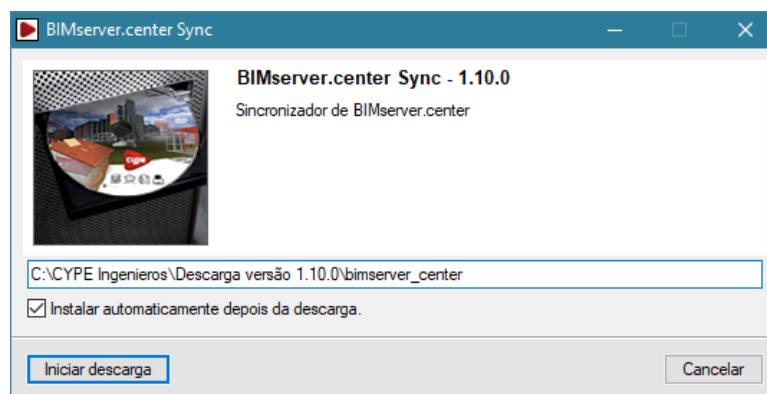 BIMserver.center Sync
BIMserver.center Sync - 1.10.0
Sincronizador de BIMserver.center
cype
C:\CYPE Ingenieros\Descarga versão 1.10.0\bimserver_center
Instalar automaticamente depois da descarga.
Iniciar descarga
Cancelar